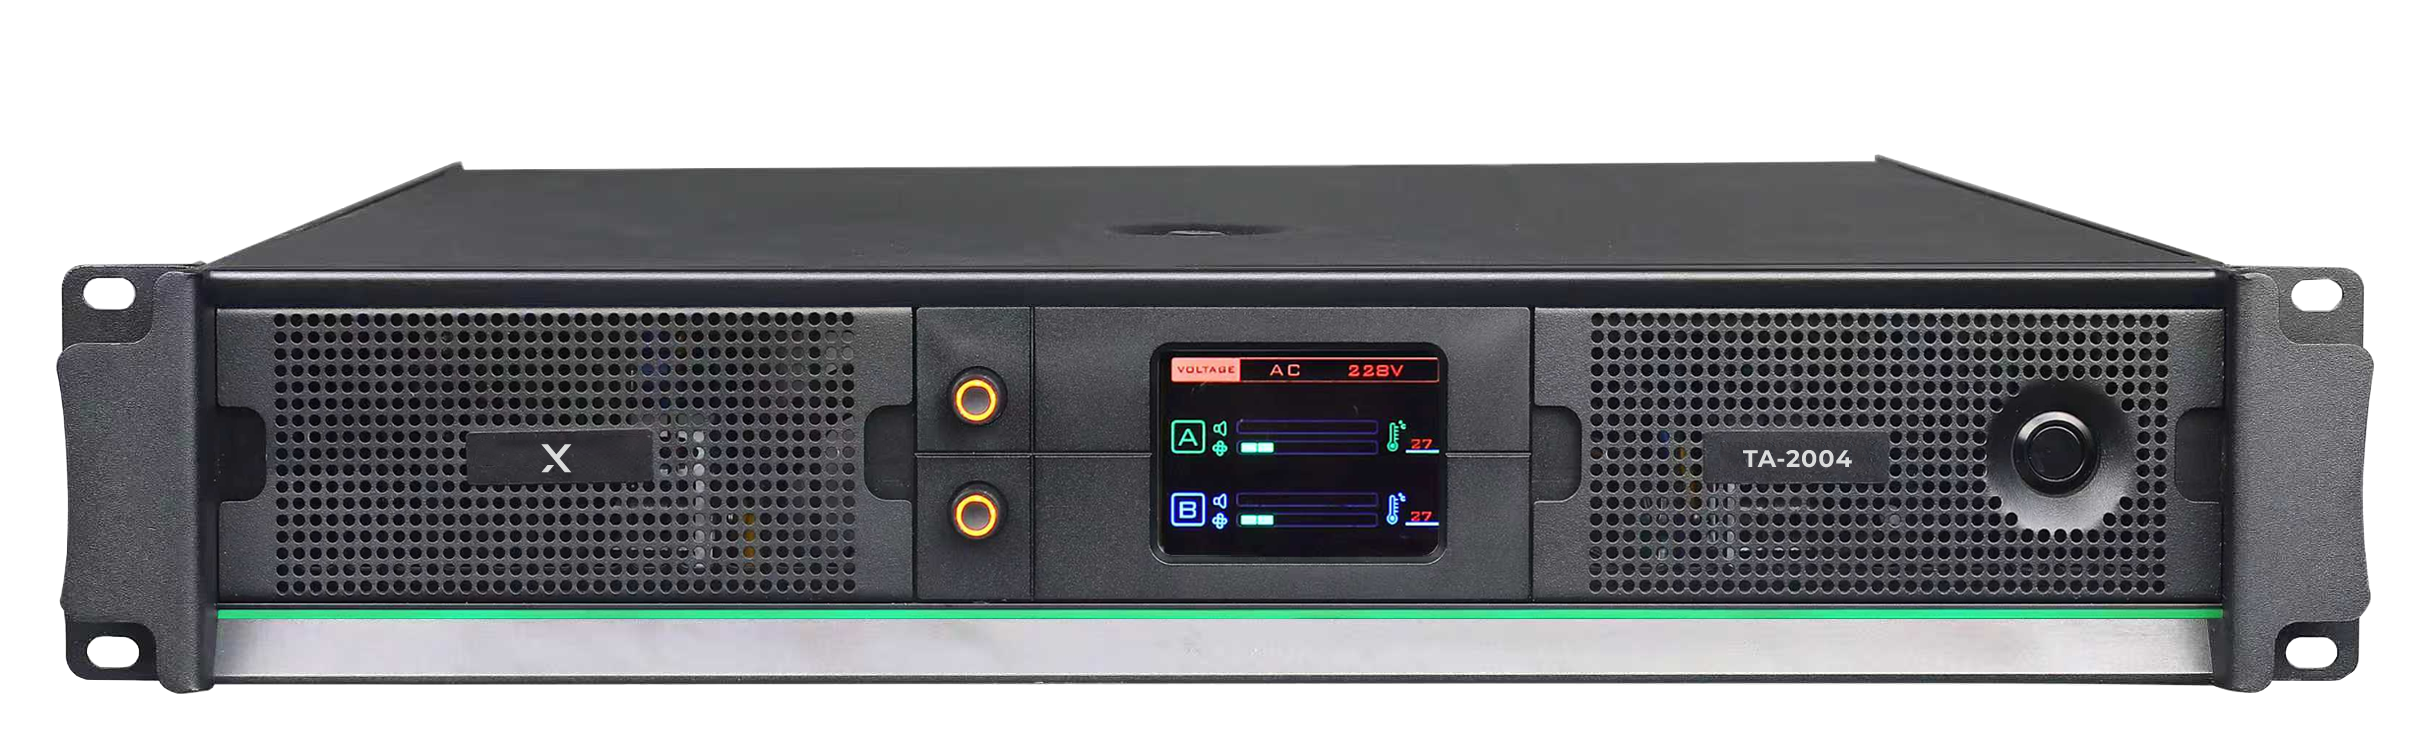 VOLTAGE AC 228V
A 27
X
TA-2004
B 27